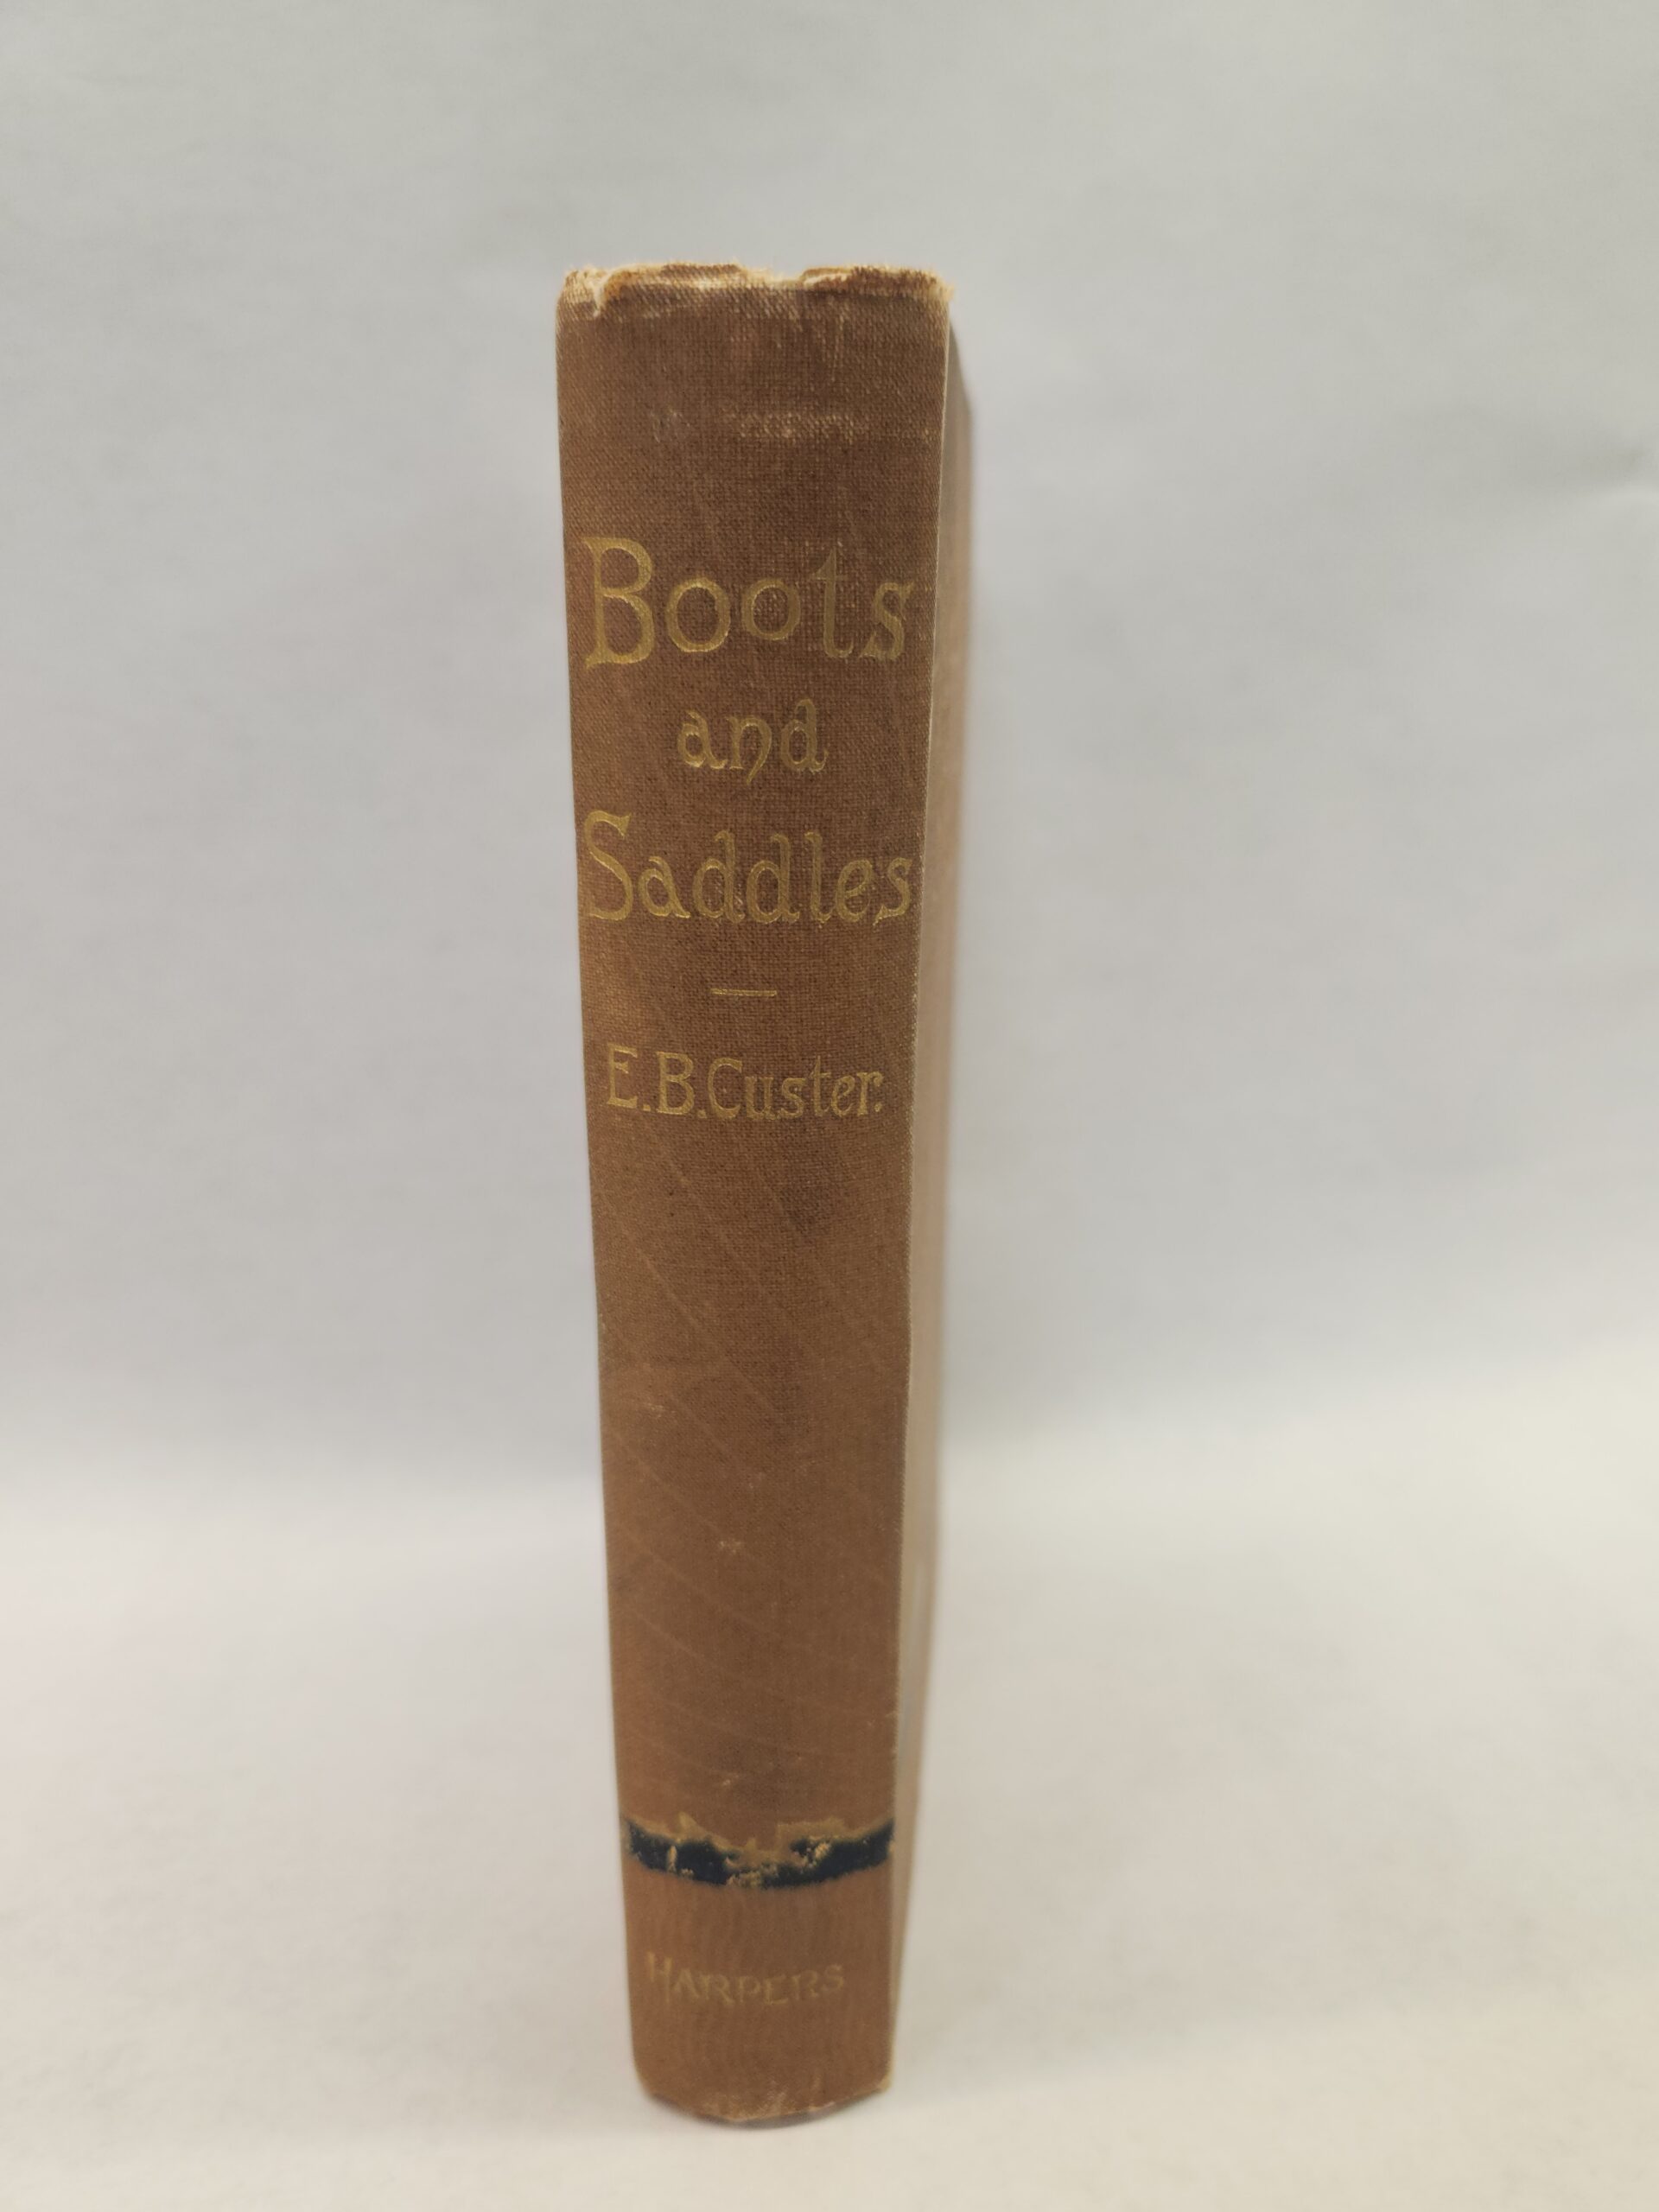 Boots
and
Saddles
E.B.Custer.
HARPERS